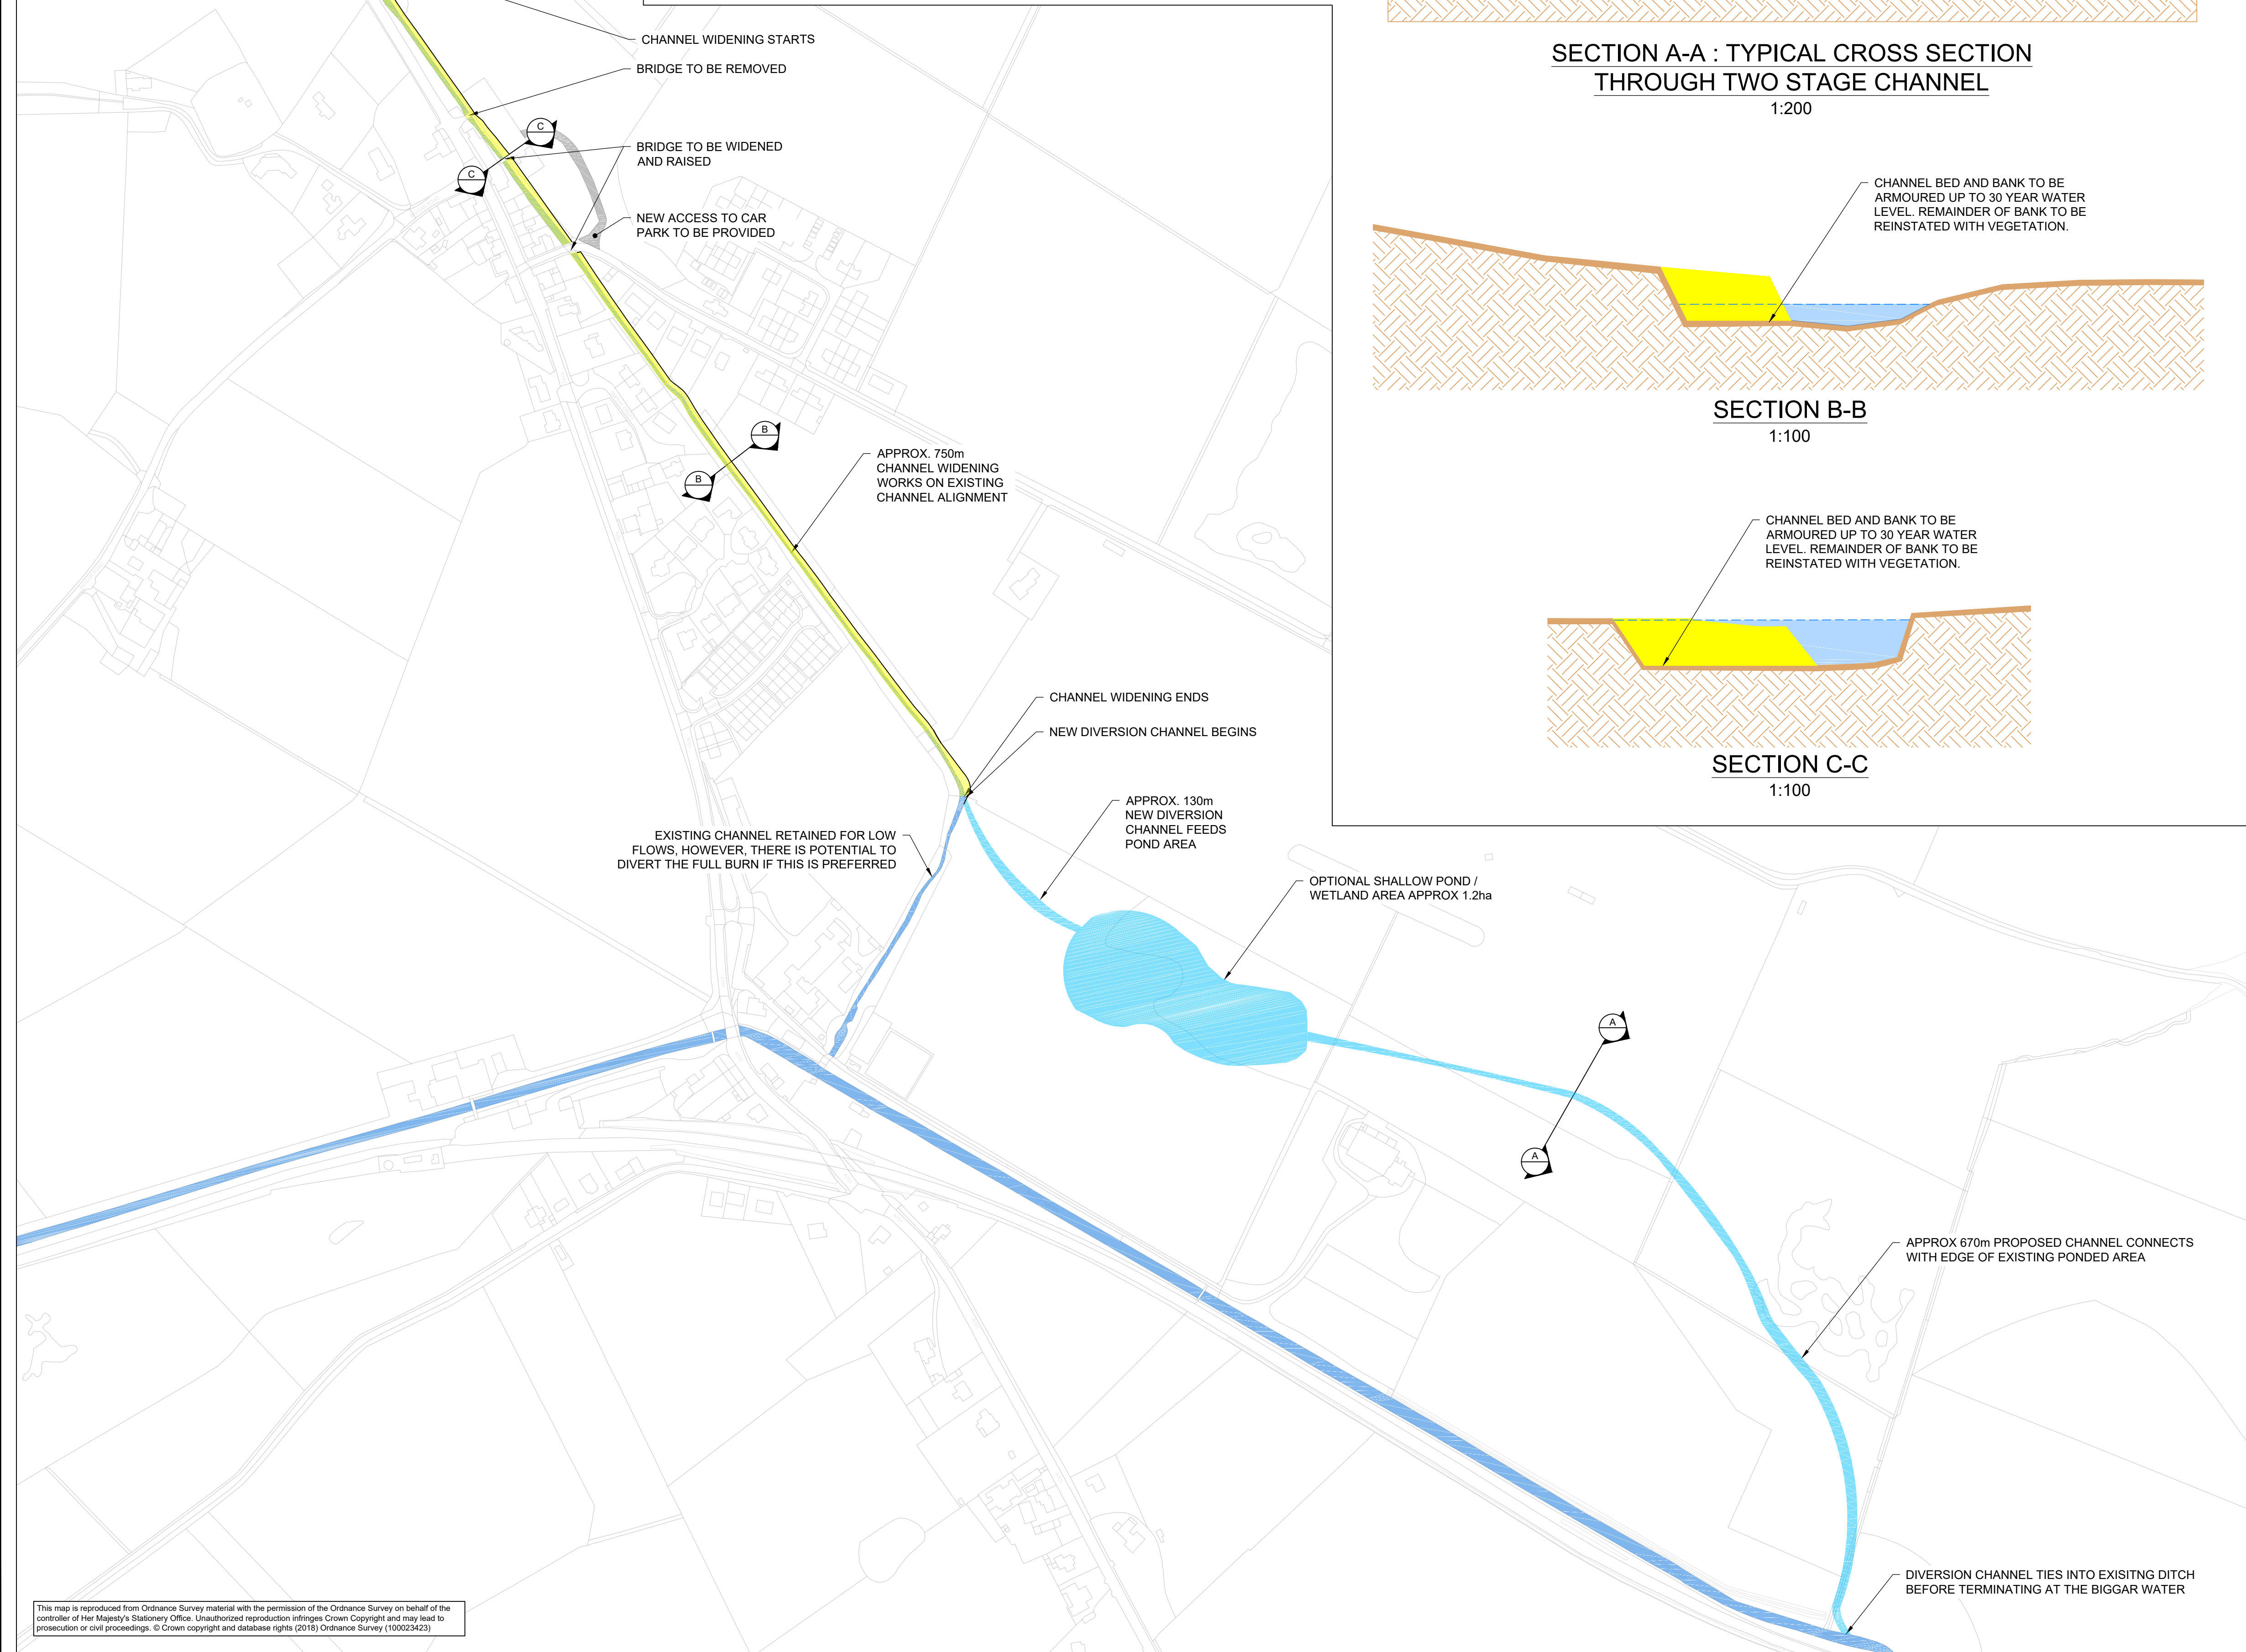 CHANNEL WIDENING STARTS
BRIDGE TO BE REMOVED
C
C
BRIDGE TO BE WIDENED
AND RAISED
NEW ACCESS TO CAR
PARK TO BE PROVIDED
B
B
APPROX. 750m
CHANNEL WIDENING
WORKS ON EXISTING
CHANNEL ALIGNMENT
CHANNEL WIDENING ENDS
NEW DIVERSION CHANNEL BEGINS
APPROX. 130m
NEW DIVERSION
CHANNEL FEEDS
POND AREA
EXISTING CHANNEL RETAINED FOR LOW
FLOWS, HOWEVER, THERE IS POTENTIAL TO
DIVERT THE FULL BURN IF THIS IS PREFERRED
OPTIONAL SHALLOW POND /
WETLAND AREA APPROX 1.2ha
A
A
APPROX 670m PROPOSED CHANNEL CONNECTS
WITH EDGE OF EXISTING PONDED AREA
DIVERSION CHANNEL TIES INTO EXISITNG DITCH
BEFORE TERMINATING AT THE BIGGAR WATER
SECTION A-A : TYPICAL CROSS SECTION
THROUGH TWO STAGE CHANNEL
1:200
CHANNEL BED AND BANK TO BE
ARMOURED UP TO 30 YEAR WATER
LEVEL. REMAINDER OF BANK TO BE
REINSTATED WITH VEGETATION.
SECTION B-B
1:100
CHANNEL BED AND BANK TO BE
ARMOURED UP TO 30 YEAR WATER
LEVEL. REMAINDER OF BANK TO BE
REINSTATED WITH VEGETATION.
SECTION C-C
1:100
This map is reproduced from Ordnance Survey material with the permission of the Ordnance Survey on behalf of the
controller of Her Majesty's Stationery Office. Unauthorized reproduction infringes Crown Copyright and may lead to
prosecution or civil proceedings. © Crown copyright and database rights (2018) Ordnance Survey (100023423)